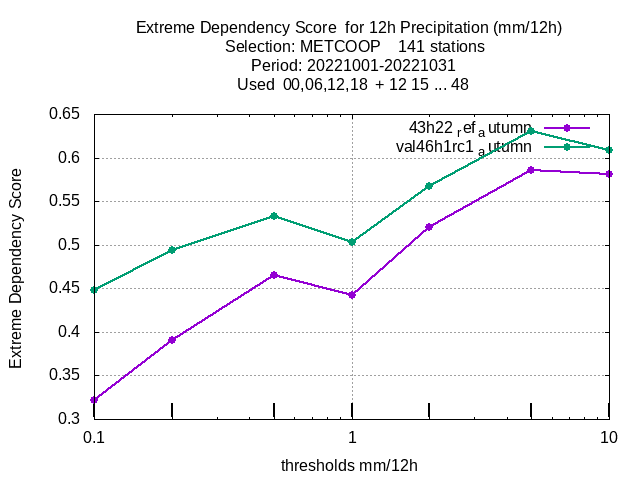 Extreme Dependency Score  for 12h Precipitation (mm/12h)
Selection: METCOOP    141 stations
Period: 20221001-20221031
Used  00,06,12,18  + 12 15 ... 48
0.65
0.6
0.55
0.5
0.45
0.4
0.35
0.3
Extreme Dependency Score
43h22 ref autumn
val46h1rc1 autumn
0.1
1
10
thresholds mm/12h